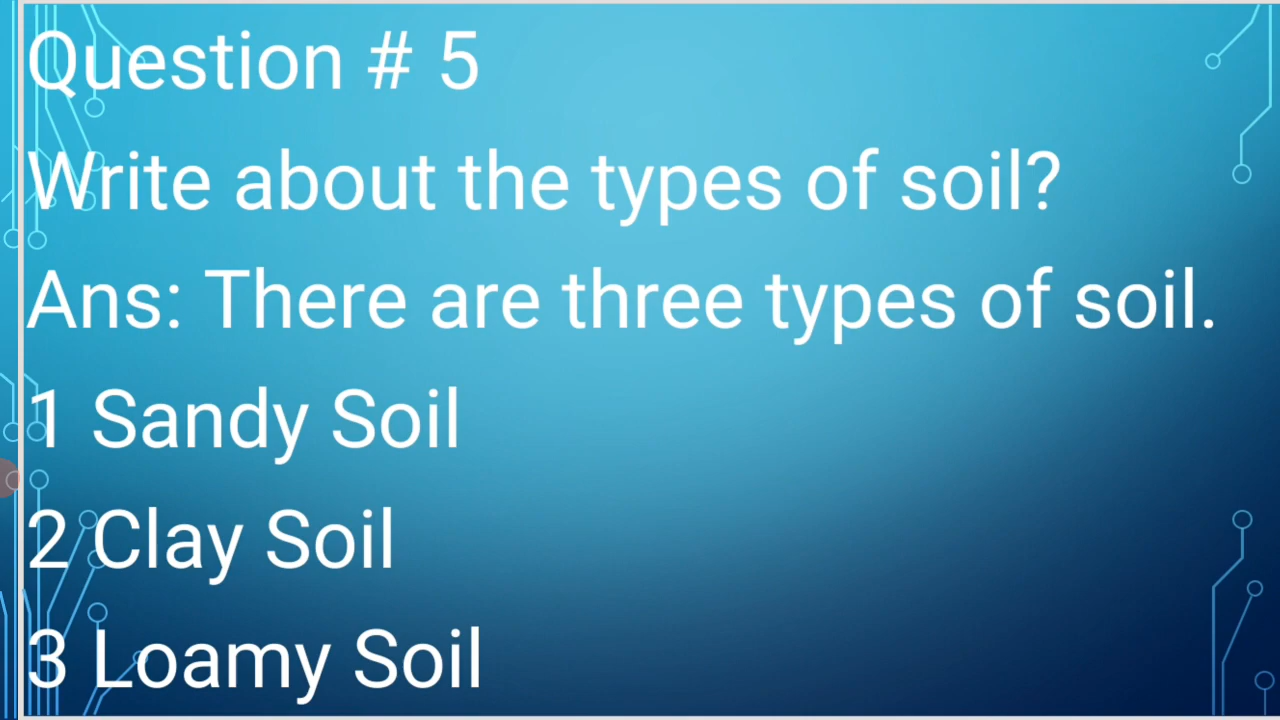 Question # 5
Write about the types of soil?
Ans: There are three types of soil.
1 Sandy Soil
2 Clay Soil
3 Loamy Soil